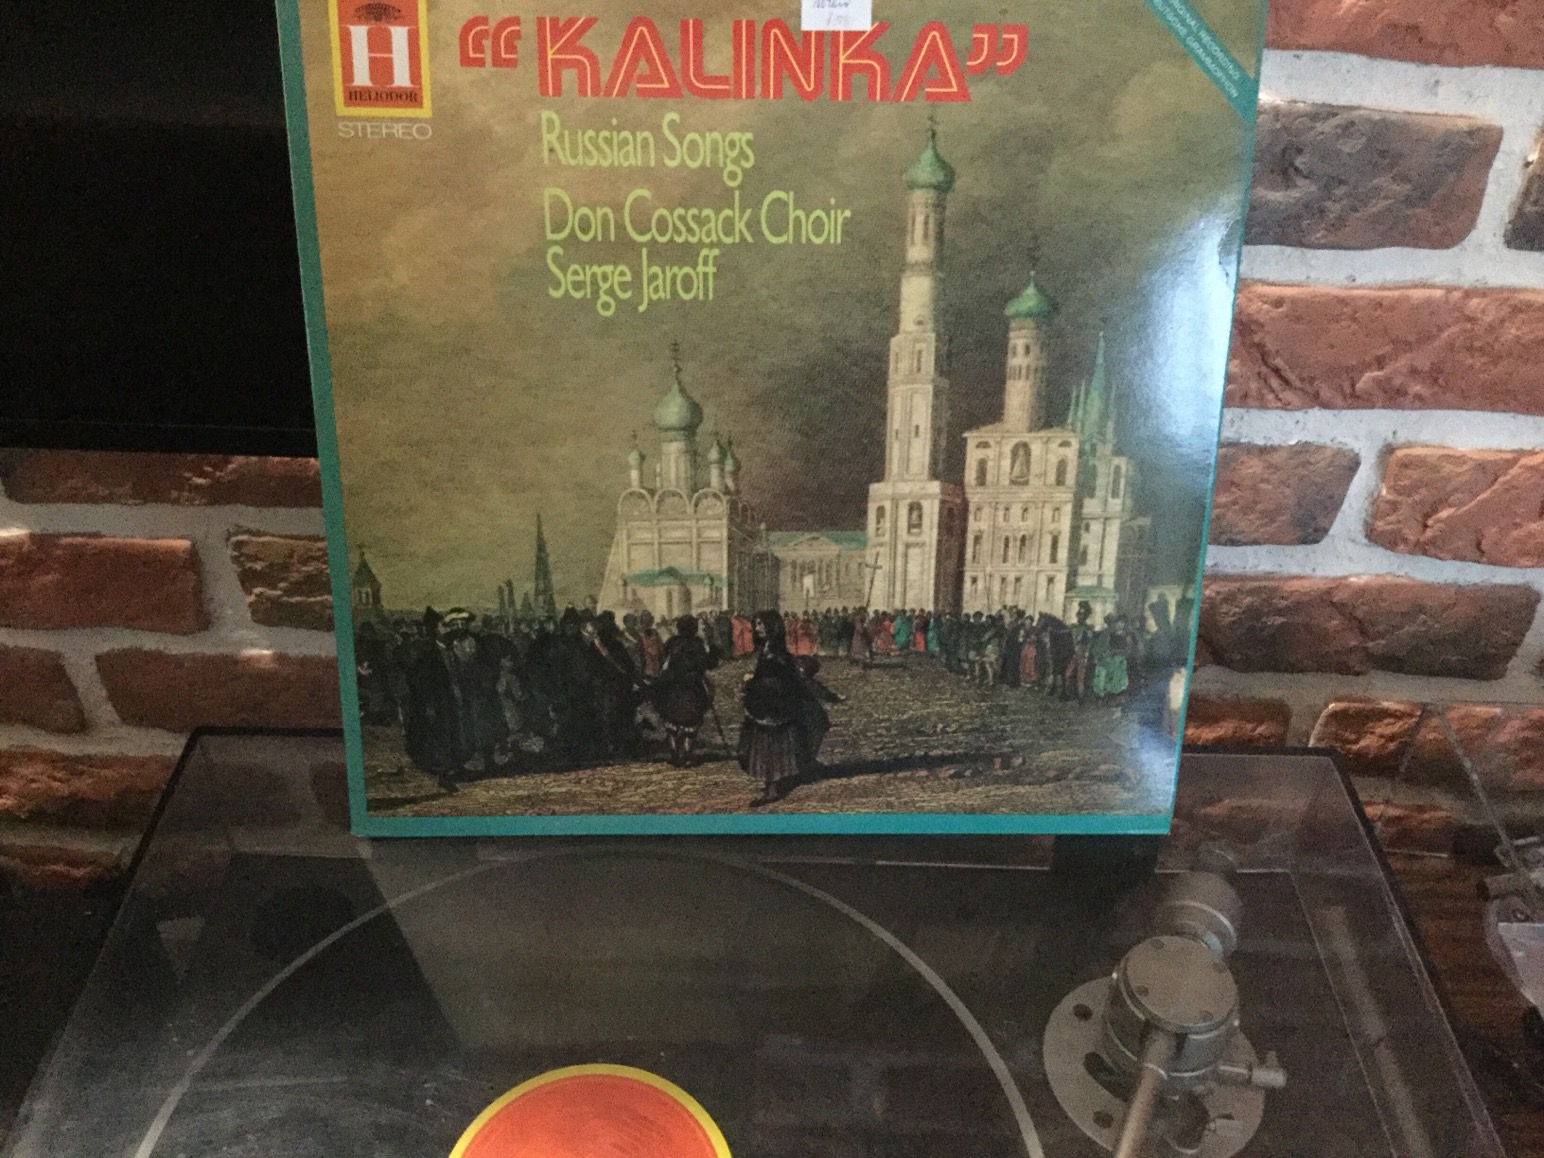 H
HELIODOR
STEREO
“KALINKA”
Russian Songs
Don Cossack Choir
Serge Jaroff